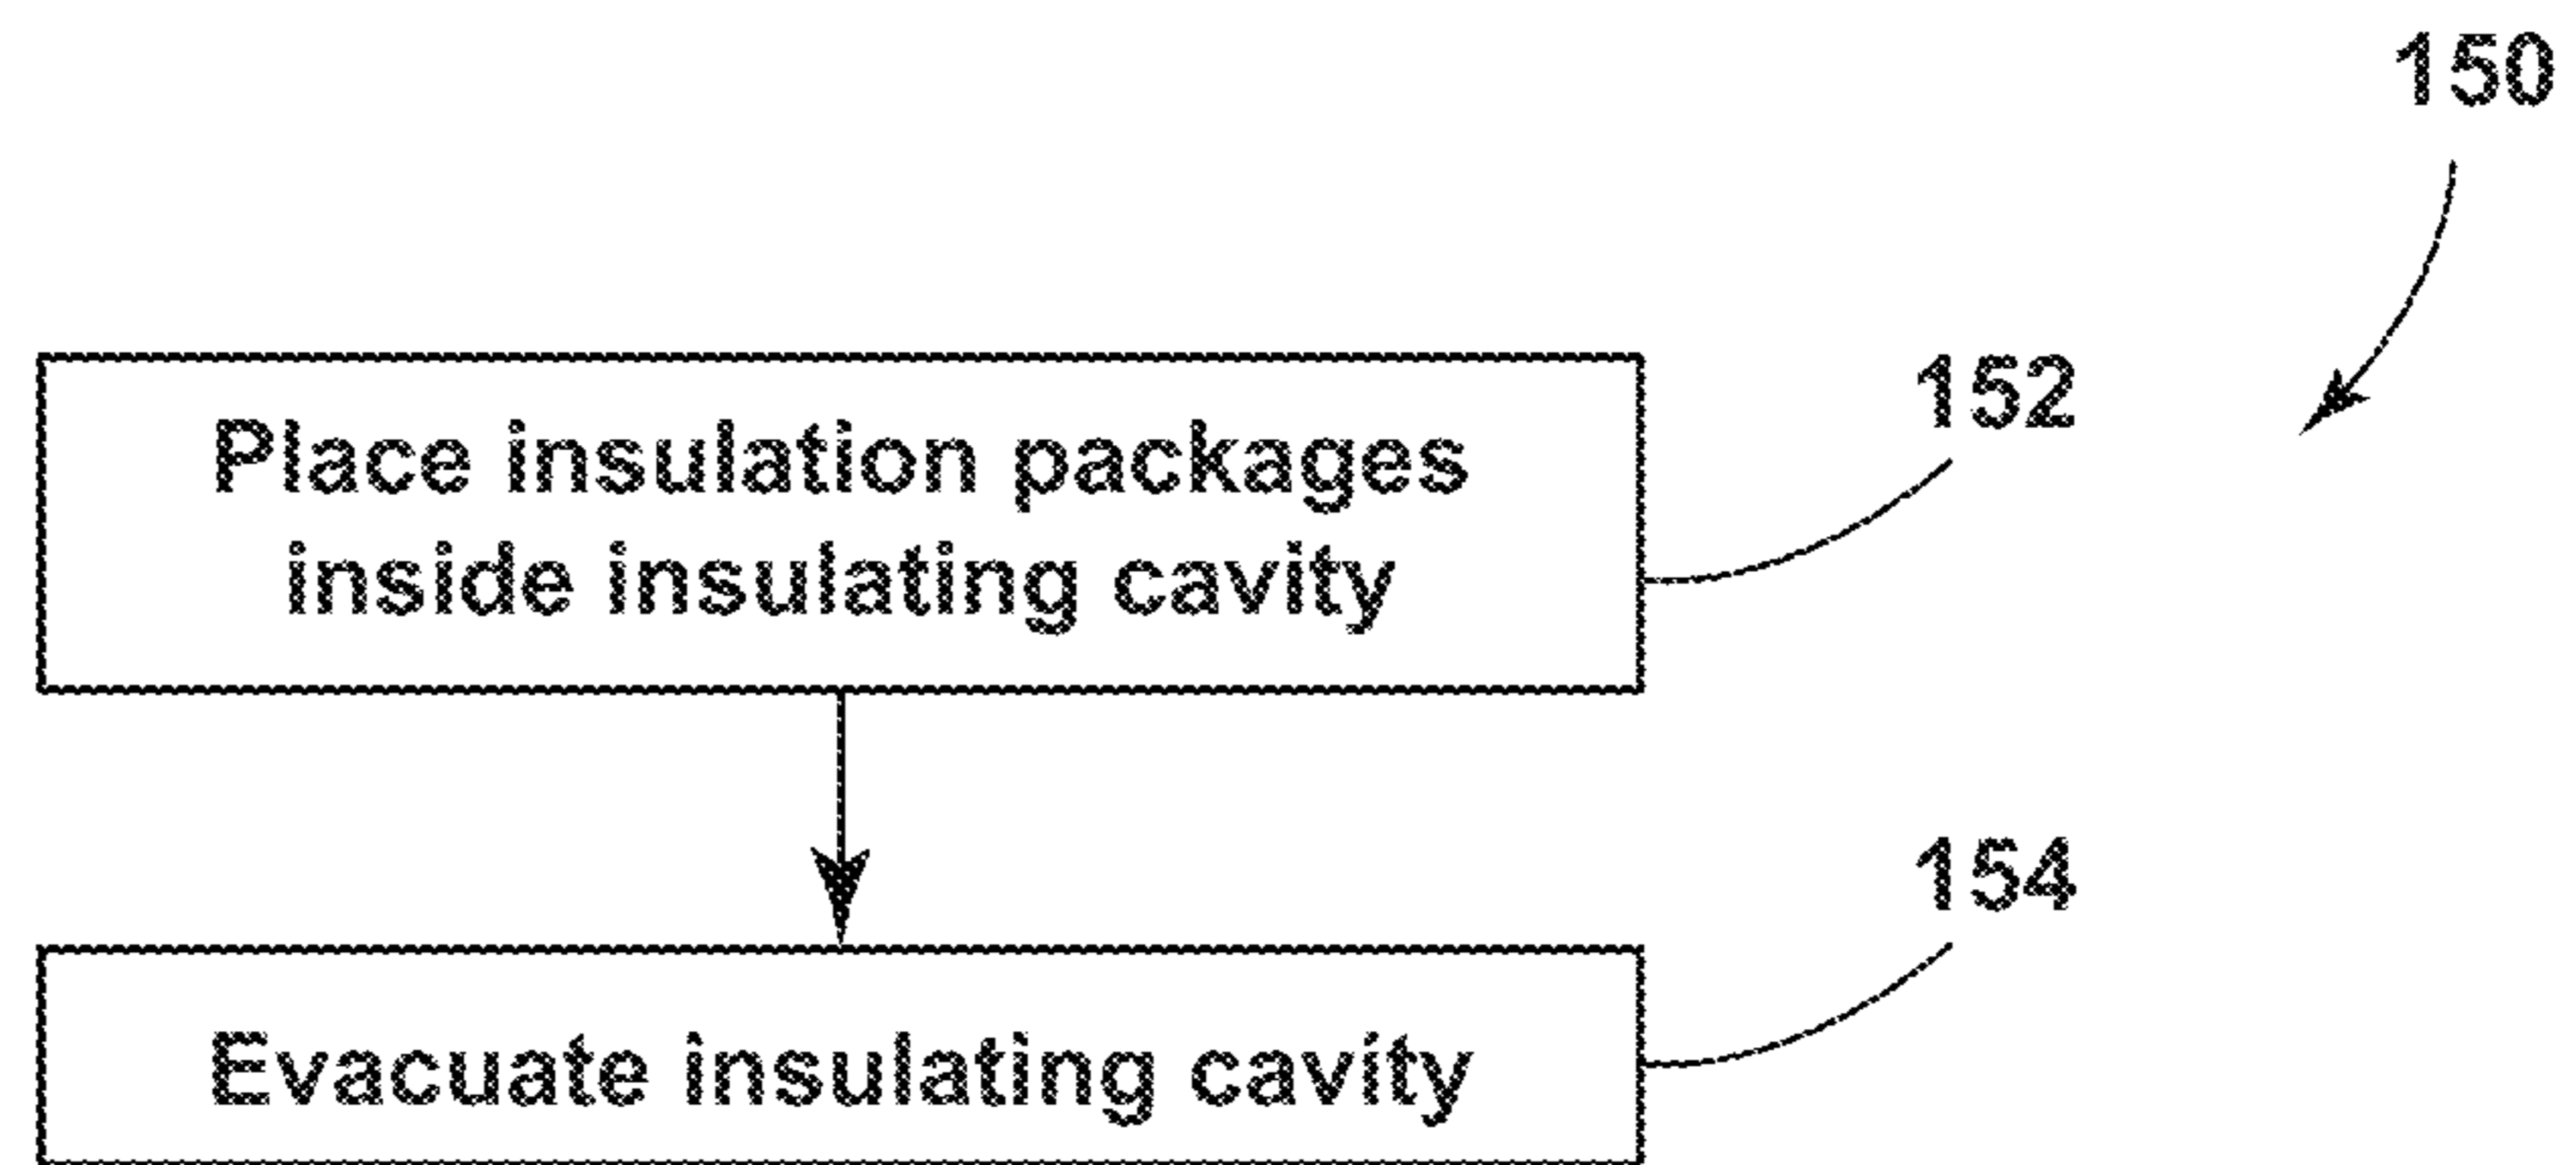 150
Place insulation packages
inside insulating cavity
152
154
Evacuate insulating cavity